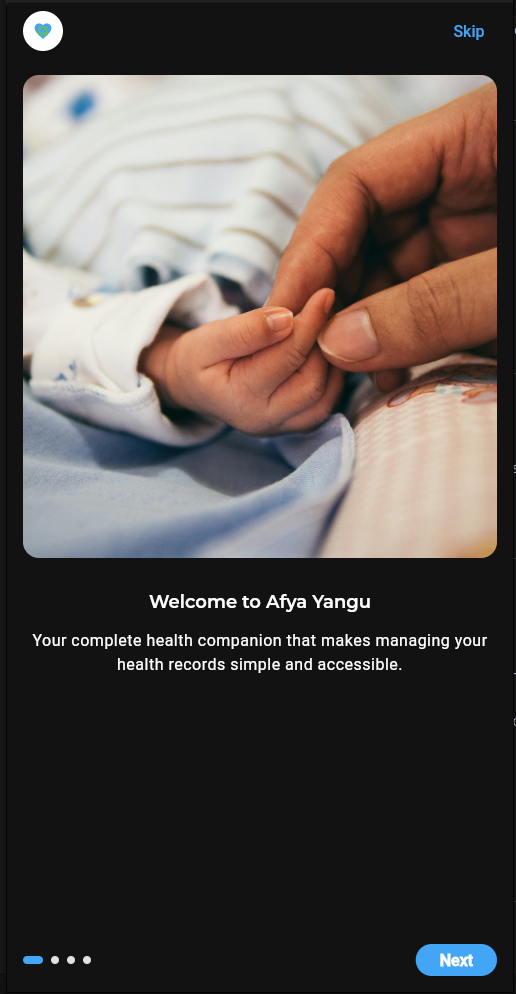 Skip
Welcome to Afya Yangu
Your complete health companion that makes managing your
health records simple and accessible.
Next